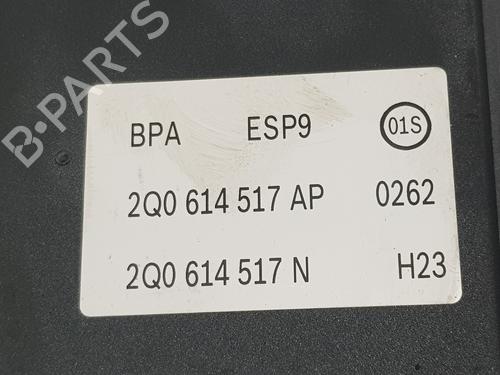 B-PARTS
BPA ESP9 01S
2Q0 614 517 AP 0262
2Q0 614 517 N H23